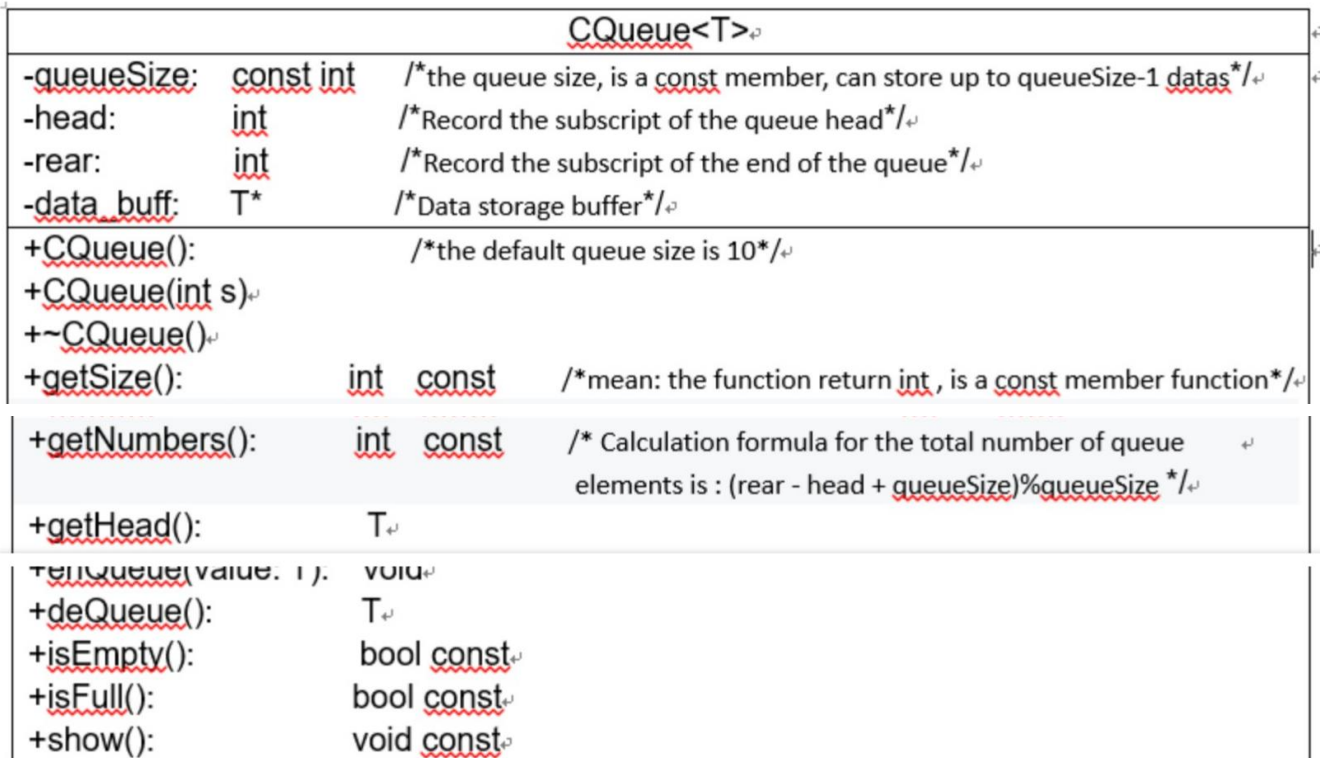 CQueue<T>
-queueSize: const int /*the queue size, is a const member, can store up to queueSize-1 datas*/
-head: int /*Record the subscript of the queue head*/
-rear: int /*Record the subscript of the end of the queue*/
-data_buff: T* /*Data storage buffer*/
+CQueue(): /*the default queue size is 10*/
+CQueue(int s)
+~CQueue()
+getSize(): int const /*mean: the function return int , is a const member function*/
+getNumbers(): int const /* Calculation formula for the total number of queue
elements is : (rear - head + queueSize)%queueSize */
+getHead(): T
+enQueue(value: T): void
+deQueue(): T
+isEmpty(): bool const
+isFull(): bool const
+show(): void const